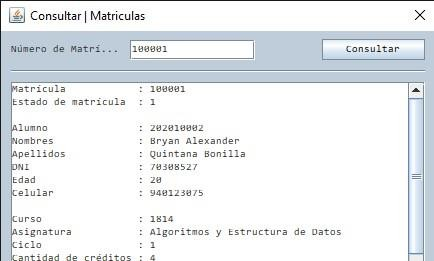 Consultar | Matriculas
Número de Matrí... 100001 Consultar
Matrícula : 100001
Estado de matrícula : 1
Alumno : 202010002
Nombres : Bryan Alexander
Apellidos : Quintana Bonilla
DNI : 70308527
Edad : 20
Celular : 940123075
Curso : 1814
Asignatura : Algoritmos y Estructura de Datos
Ciclo : 1
Cantidad de créditos : 4